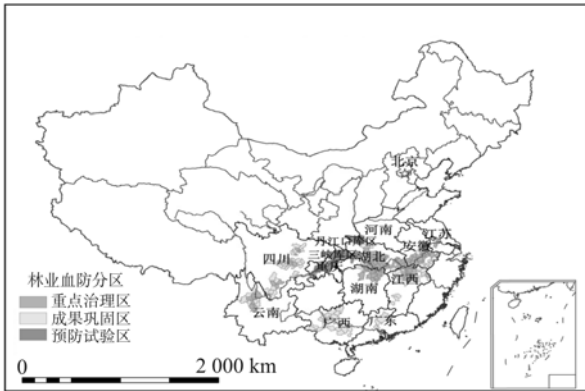 北京
河南
江苏
安徽
丹江口库区
三峡库区
湖北
重庆
四川
江西
湖南
云南
广西
广东
林业血防分区
重点治理区
成果巩固区
预防试验区
0
2 000 km